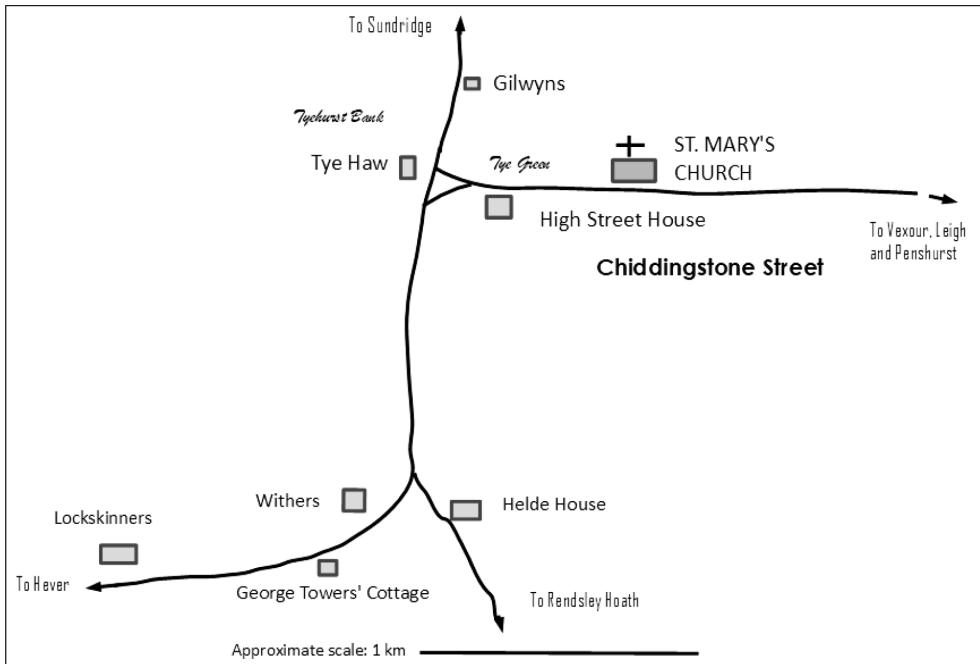 To Sundridge
Gilwyns
Tyehurst Bank
Tye Haw
Tye Green
ST. MARY'S
CHURCH
High Street House
To Vexour, Leigh
and Penshurst
Chiddingstone Street
Withers
Helde House
Lockskinners
To Hever
George Towers' Cottage
To Rendsley Hoath
Approximate scale: 1 km